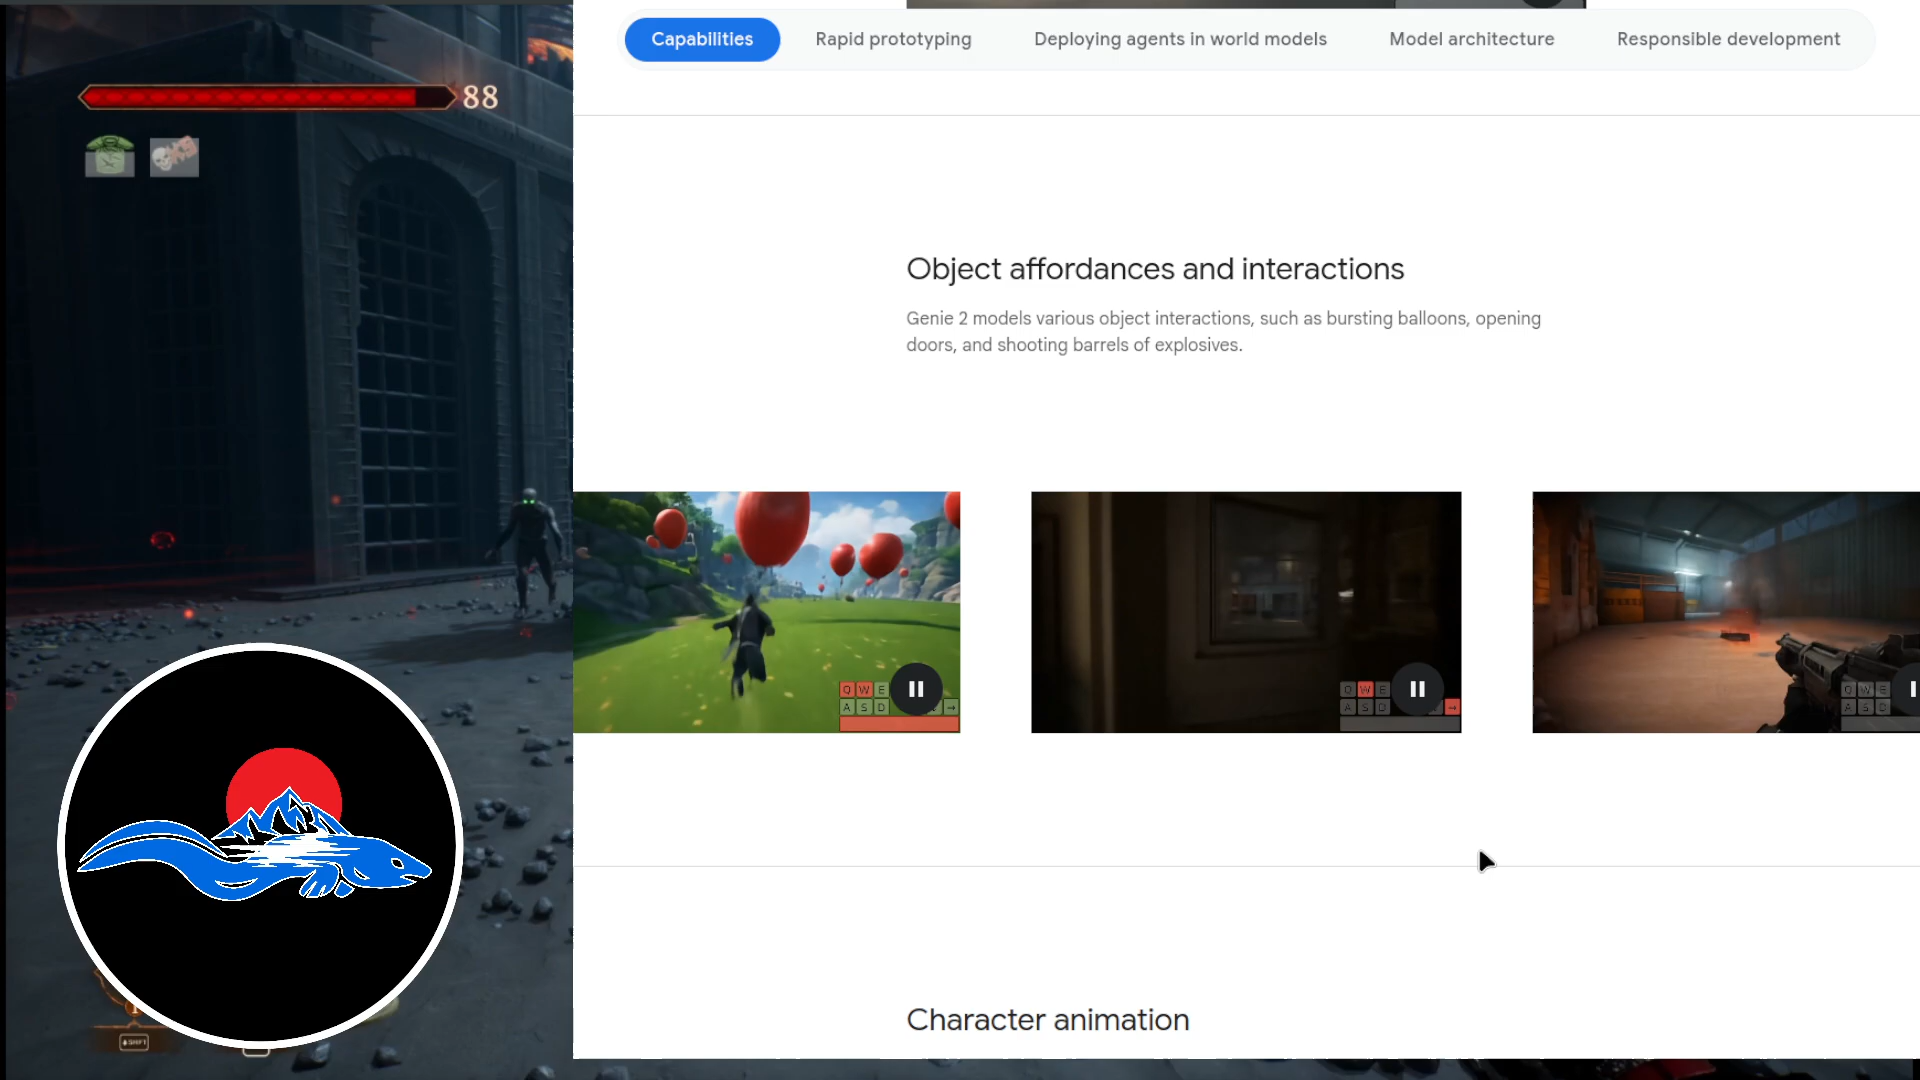 88
Capabilities
Rapid prototyping
Deploying agents in world models
Model architecture
Responsible development
Object affordances and interactions
Genie 2 models various object interactions, such as bursting balloons, opening
doors, and shooting barrels of explosives.
Q W E
A S D →
Q W E
A S D →
Q W E
A S D
Character animation
SHIFT